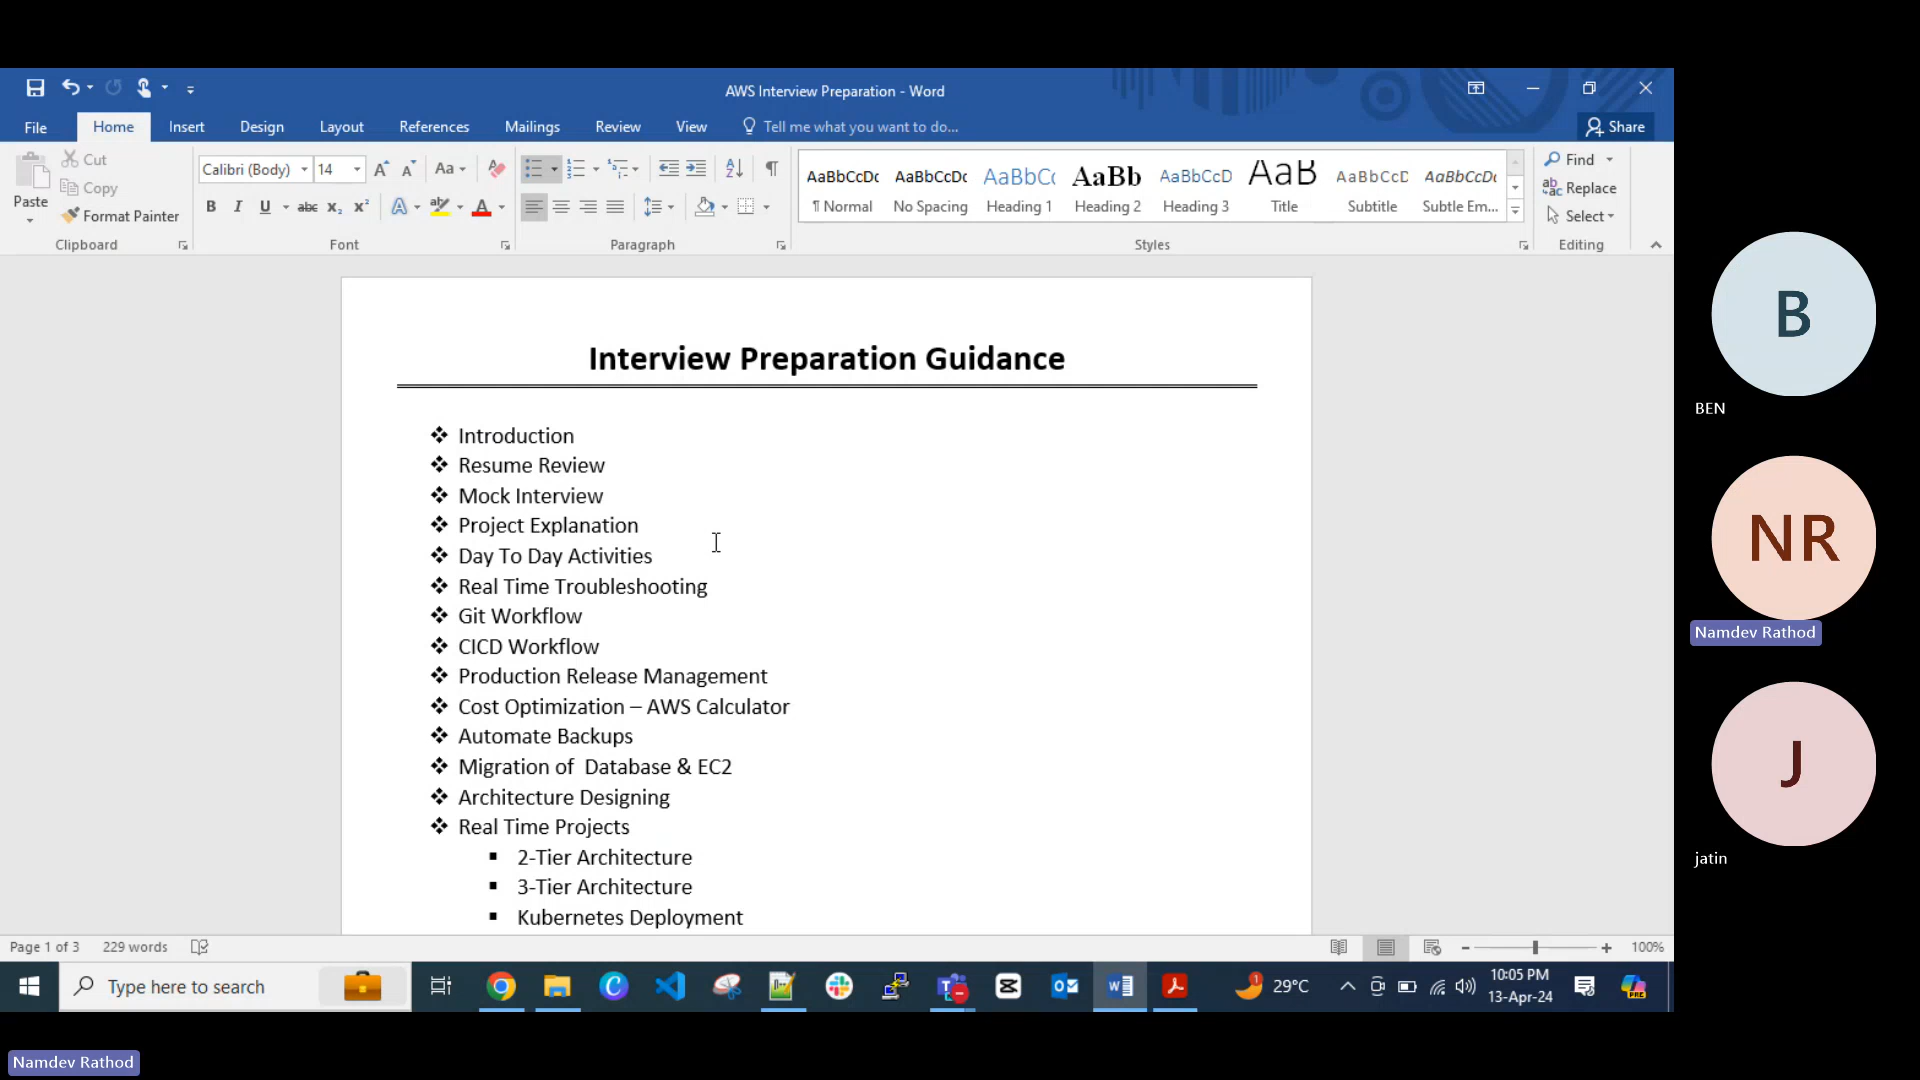 AWS Interview Preparation - Word
File Home Insert Design Layout References Mailings Review View Tell me what you want to do... Share
Paste
Cut
Copy
Format Painter
Clipboard
Calibri (Body) 14 Aa
B I U abc X₂ X² A ab A
Font
Paragraph
AaBbCcDc AaBbCcDc AaBbCc AaBb AaBbCcD AaB AaBbCcD AaBbCcDc
¶ Normal No Spacing Heading 1 Heading 2 Heading 3 Title Subtitle Subtle Em...
Styles
Find
Replace
Select
Editing
Interview Preparation Guidance
❖ Introduction
❖ Resume Review
❖ Mock Interview
❖ Project Explanation
❖ Day To Day Activities
❖ Real Time Troubleshooting
❖ Git Workflow
❖ CICD Workflow
❖ Production Release Management
❖ Cost Optimization – AWS Calculator
❖ Automate Backups
❖ Migration of  Database & EC2
❖ Architecture Designing
❖ Real Time Projects
▪ 2-Tier Architecture
▪ 3-Tier Architecture
▪ Kubernetes Deployment
Page 1 of 3 229 words 100%
Type here to search
29°C
10:05 PM
13-Apr-24
B
BEN
NR
Namdev Rathod
J
jatin
Namdev Rathod